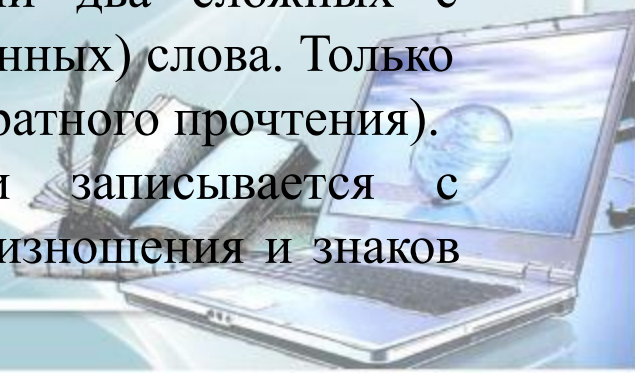 два сложных с
нных) слова. Только
ратного прочтения).
и записывается с
изношения и знаков